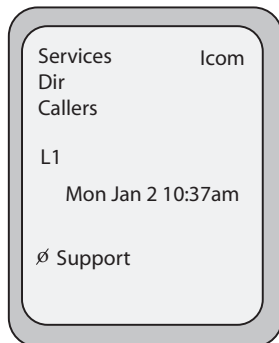 Services Icom
Dir
Callers
L1
Mon Jan 2 10:37am
ø Support